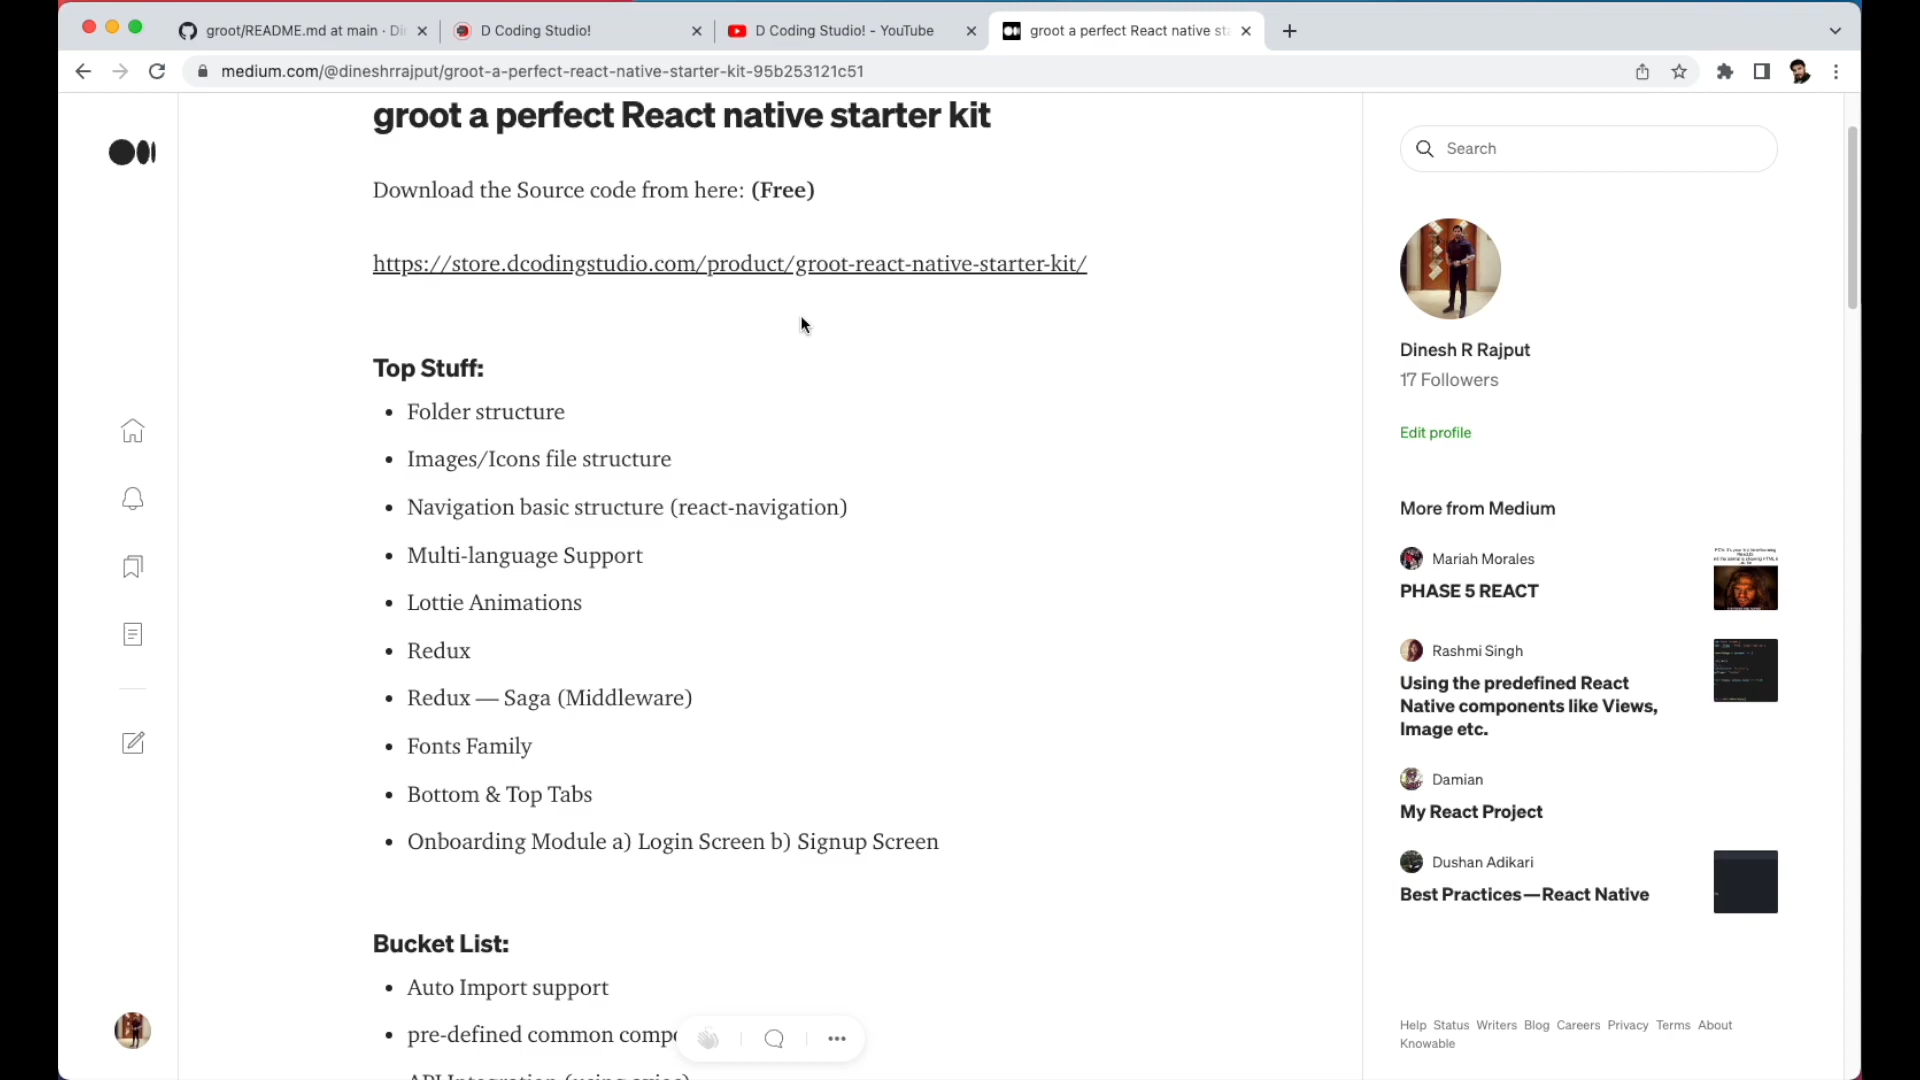 groot/README.md at main · Di
D Coding Studio!
D Coding Studio! - YouTube
groot a perfect React native sta
medium.com/@dineshrrajput/groot-a-perfect-react-native-starter-kit-95b253121c51
groot a perfect React native starter kit
Download the Source code from here: (Free)
https://store.dcodingstudio.com/product/groot-react-native-starter-kit/
Top Stuff:
• Folder structure
• Images/Icons file structure
• Navigation basic structure (react-navigation)
• Multi-language Support
• Lottie Animations
• Redux
• Redux — Saga (Middleware)
• Fonts Family
• Bottom & Top Tabs
• Onboarding Module a) Login Screen b) Signup Screen
Bucket List:
• Auto Import support
• pre-defined common compo
API Integration (using axios)
Search
Dinesh R Rajput
17 Followers
Edit profile
More from Medium
Mariah Morales
PHASE 5 REACT
Rashmi Singh
Using the predefined React
Native components like Views,
Image etc.
Damian
My React Project
Dushan Adikari
Best Practices—React Native
Help Status Writers Blog Careers Privacy Terms About
Knowable